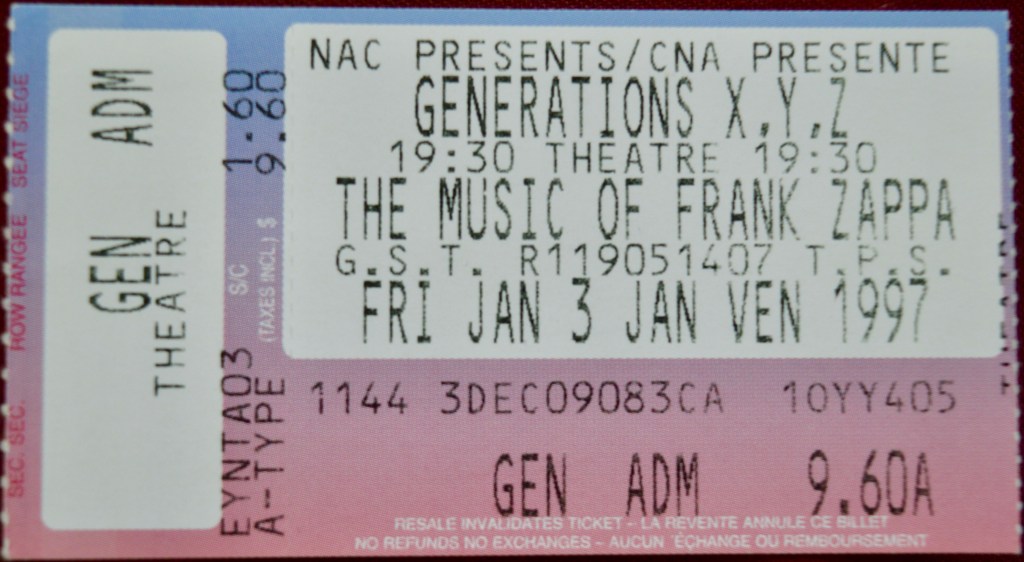 SEC. SEC. ROW RANGEE SEAT SIEGE
GEN ADM
THEATRE
EYNTA03 S/C 1.60
A-TYPE (TAXES INCL.) $ 9.60
NAC PRESENTS/CNA PRESENTE
GENERATIONS X,Y,Z
19:30 THEATRE 19:30
THE MUSIC OF FRANK ZAPPA
G.S.T. R119051407 T.P.S.
FRI JAN 3 JAN VEN 1997
1144 3DEC09083CA 10YY405
GEN ADM 9.60A
RESALE INVALIDATES TICKET - LA REVENTE ANNULE CE BILLET
NO REFUNDS NO EXCHANGES - AUCUN ÉCHANGE OU REMBOURSEMENT